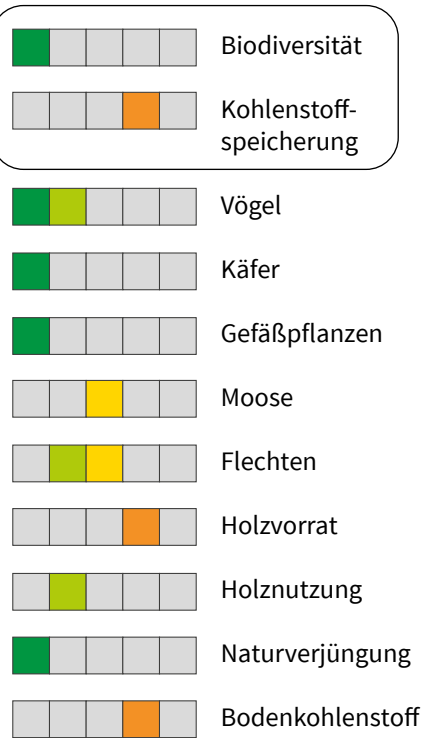 Biodiversität
Kohlenstoff-
speicherung
Vögel
Käfer
Gefäßpflanzen
Moose
Flechten
Holzvorrat
Holznutzung
Naturverjüngung
Bodenkohlenstoff